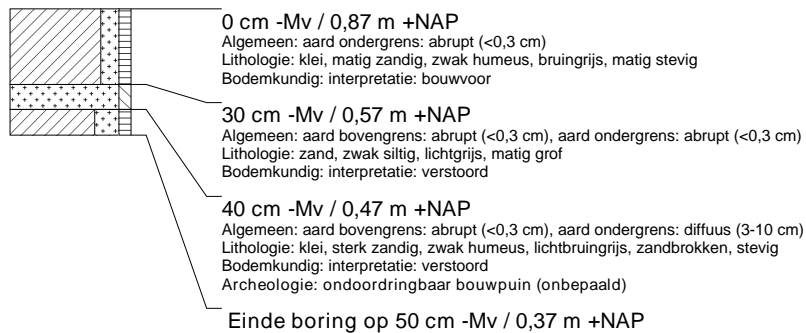 0 cm -Mv / 0,87 m +NAP
Algemeen: aard ondergrens: abrupt (<0,3 cm)
Lithologie: klei, matig zandig, zwak humeus, bruingrijs, matig stevig
Bodemkundig: interpretatie: bouwvoor
30 cm -Mv / 0,57 m +NAP
Algemeen: aard bovengrens: abrupt (<0,3 cm), aard ondergrens: abrupt (<0,3 cm)
Lithologie: zand, zwak siltig, lichtgrijs, matig grof
Bodemkundig: interpretatie: verstoord
40 cm -Mv / 0,47 m +NAP
Algemeen: aard bovengrens: abrupt (<0,3 cm), aard ondergrens: diffuus (3-10 cm)
Lithologie: klei, sterk zandig, zwak humeus, lichtbruingrijs, zandbrokken, stevig
Bodemkundig: interpretatie: verstoord
Archeologie: ondoordringbaar bouwpuin (onbepaald)
Einde boring op 50 cm -Mv / 0,37 m +NAP